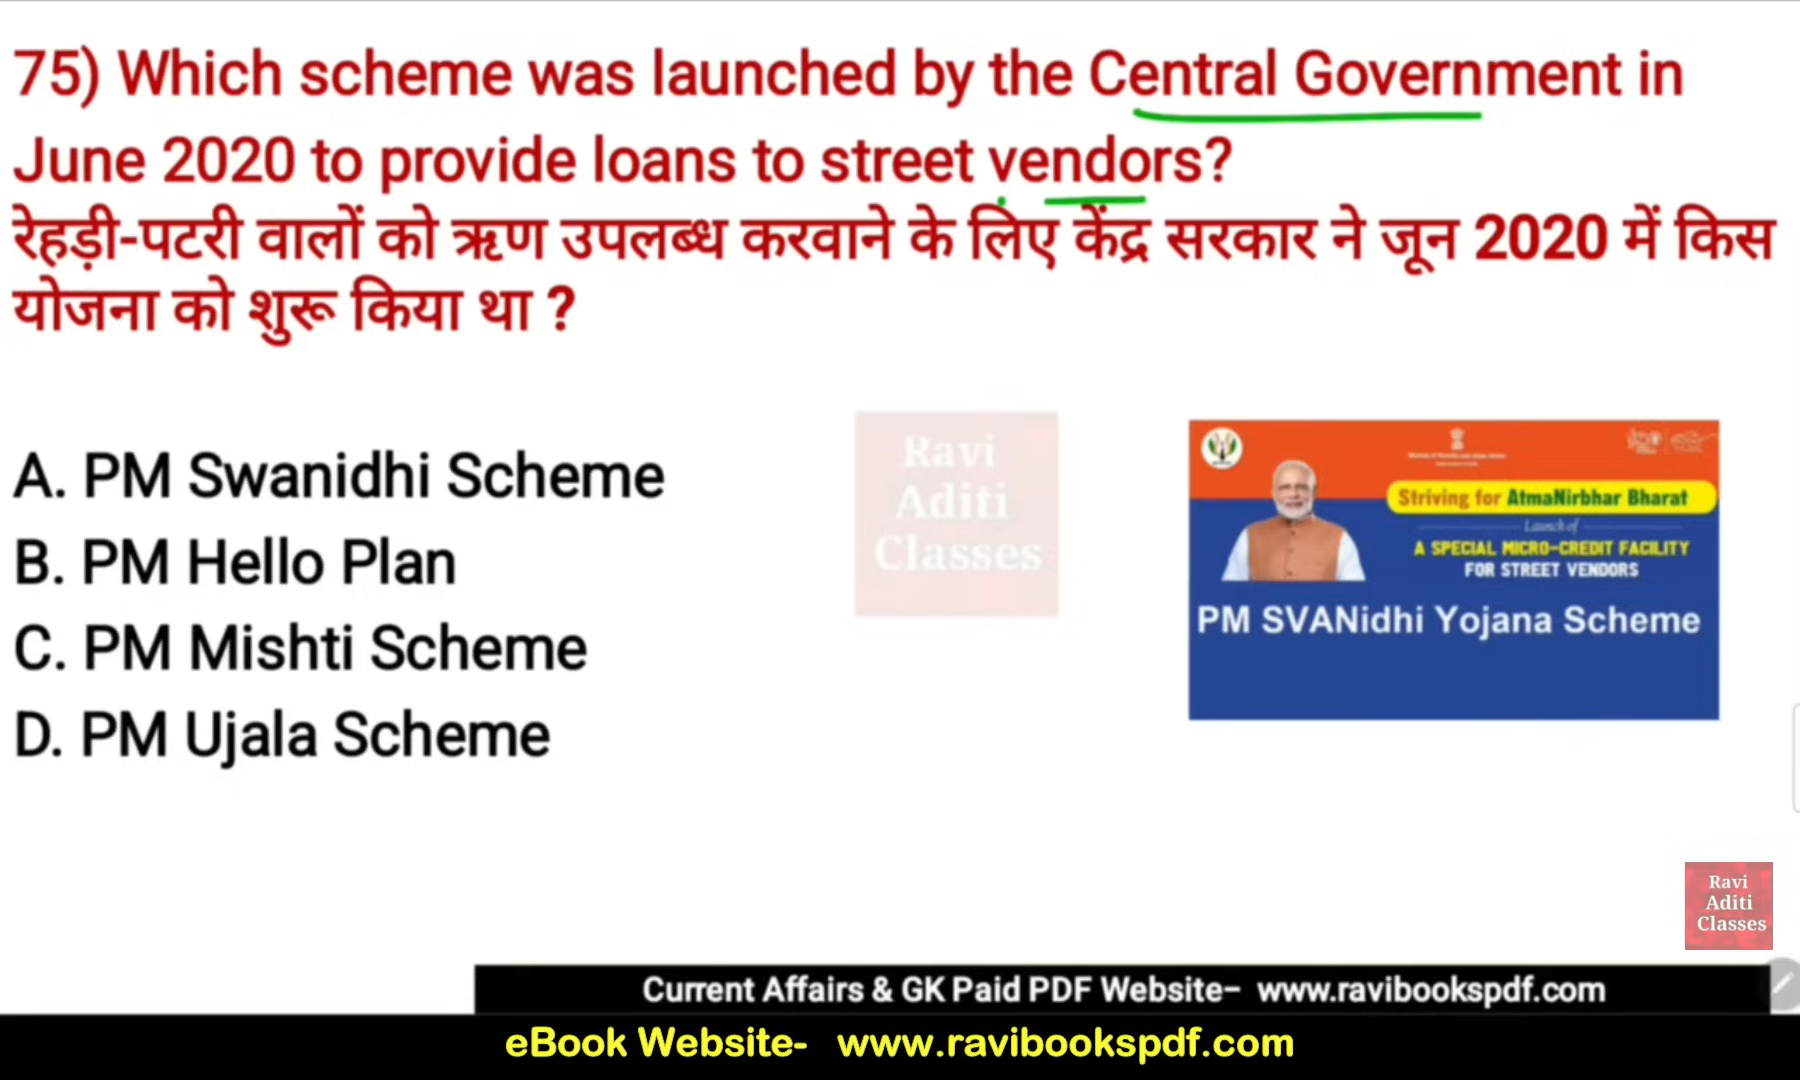 75) Which scheme was launched by the Central Government in
June 2020 to provide loans to street vendors?
रेहड़ी-पटरी वालों को ऋण उपलब्ध करवाने के लिए केंद्र सरकार ने जून 2020 में किस
योजना को शुरू किया था ?
A. PM Swanidhi Scheme
B. PM Hello Plan
C. PM Mishti Scheme
D. PM Ujala Scheme
Ravi
Aditi
Classes
Striving for AtmaNirbhar Bharat
Launch of
A SPECIAL MICRO-CREDIT FACILITY
FOR STREET VENDORS
PM SVANidhi Yojana Scheme
Ravi
Aditi
Classes
Current Affairs & GK Paid PDF Website- www.ravibookspdf.com
eBook Website- www.ravibookspdf.com